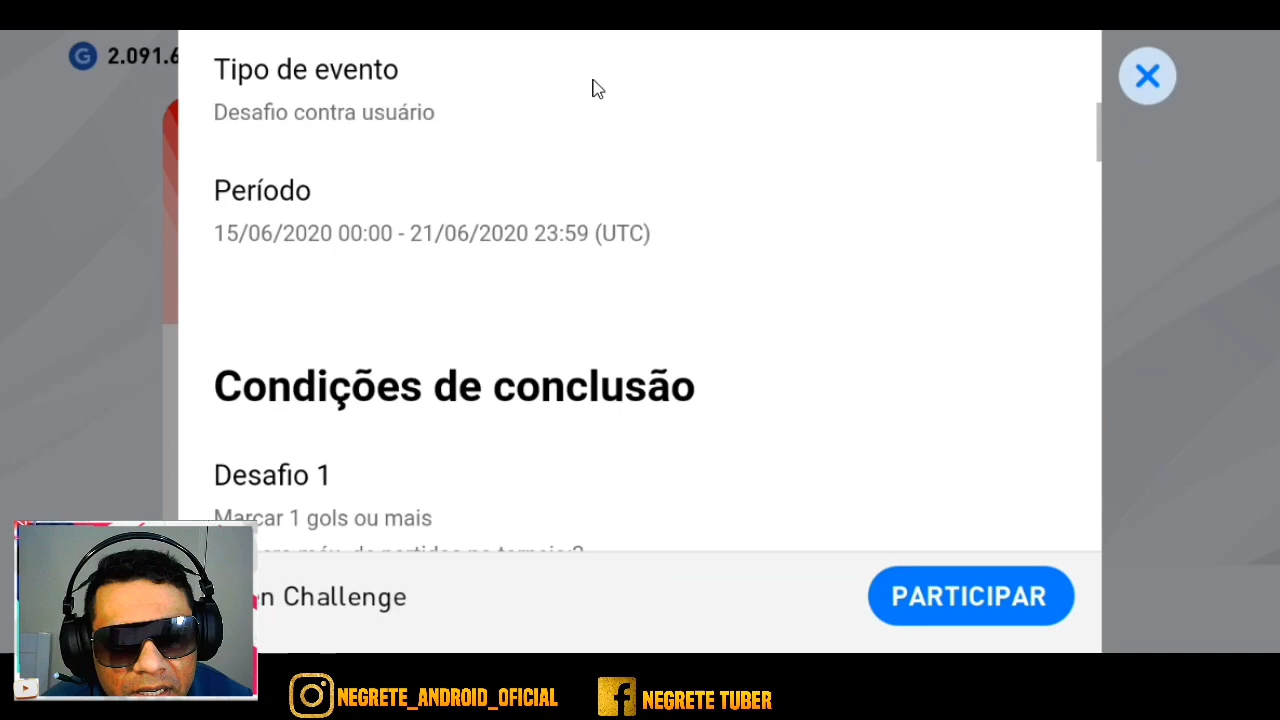 2.091.6
Tipo de evento
Desafio contra usuário
Período
15/06/2020 00:00 - 21/06/2020 23:59 (UTC)
Condições de conclusão
Desafio 1
Marcar 1 gols ou mais
n Challenge
PARTICIPAR
NEGRETE_ANDROID_OFICIAL
NEGRETE TUBER